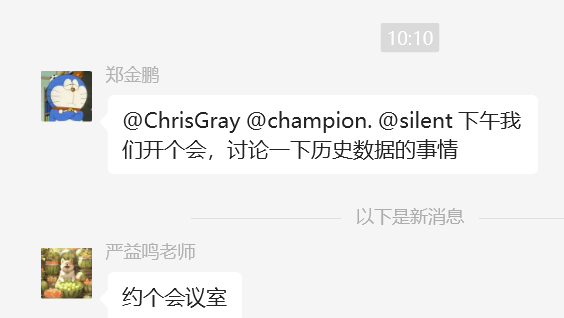 10:10
郑金鹏
@ChrisGray @champion. @silent 下午我
们开个会，讨论一下历史数据的事情
以下是新消息
严益鸣老师
约个会议室